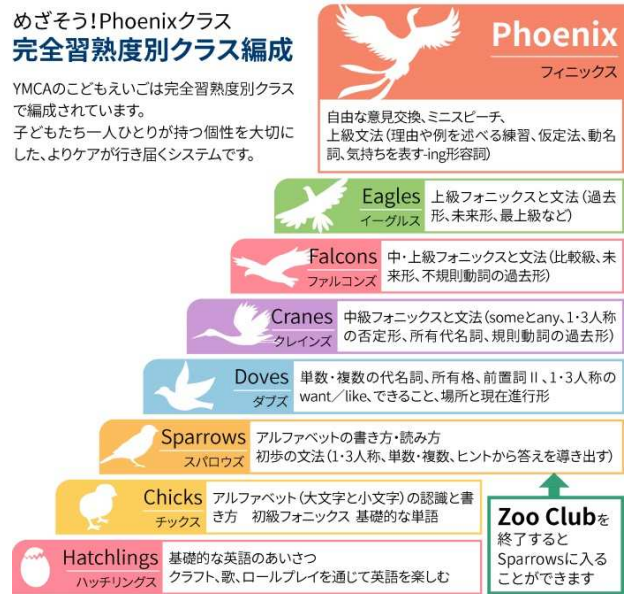 めざそう!Phoenixクラス
完全習熟度別クラス編成
YMCAのこどもえいごは完全習熟度別クラス
で編成されています。
子どもたち一人ひとりが持つ個性を大切に
した、よりケアが行き届くシステムです。
Phoenix
フィニックス
自由な意見交換、ミニスピーチ、
上級文法(理由や例を述べる練習、仮定法、動名
詞、気持ちを表す-ing形容詞)
Eagles
イーグルス
上級フォニックスと文法(過去
形、未来形、最上級など)
Falcons
ファルコンズ
中・上級フォニックスと文法(比較級、未
来形、不規則動詞の過去形)
Cranes
クレインズ
中級フォニックスと文法(someとany、1・3人称
の否定形、所有代名詞、規則動詞の過去形)
Doves
ダブズ
単数・複数の代名詞、所有格、前置詞Ⅱ、1・3人称の
want/like、できること、場所と現在進行形
Sparrows
スパロウズ
アルファベットの書き方・読み方
初歩の文法(1・3人称、単数・複数、ヒントから答えを導き出す)
Chicks
チックス
アルファベット(大文字と小文字)の認識と書
き方 初級フォニックス 基礎的な単語
Hatchlings
ハッチリングス
基礎的な英語のあいさつ
クラフト、歌、ロールプレイを通じて英語を楽しむ
Zoo Clubを
終了すると
Sparrowsに入る
ことができます